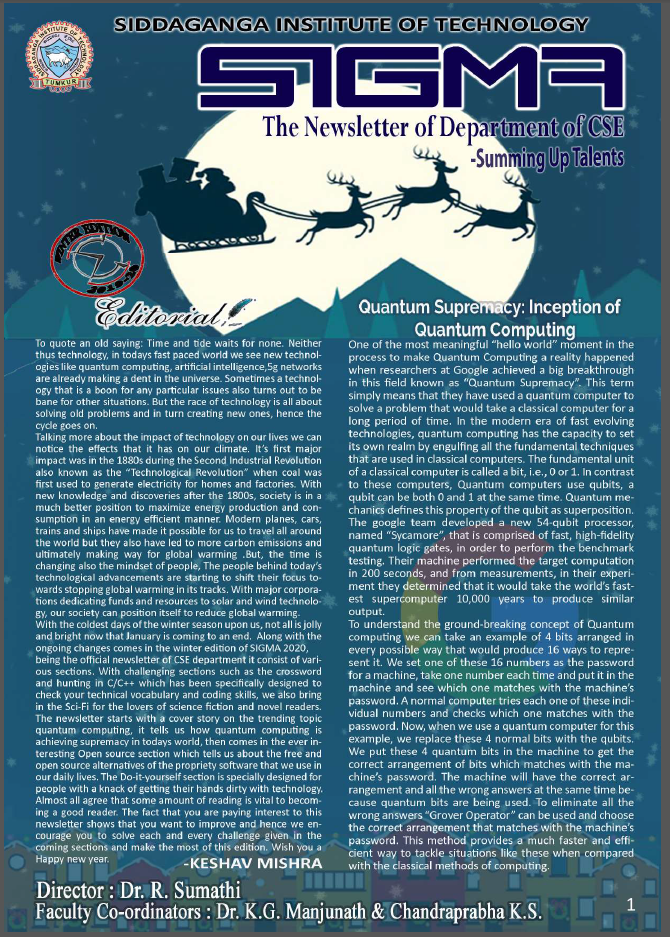 SIDDAGANGA INSTITUTE OF TECHNOLOGY
SIDDAGANGA INSTITUTE OF TECHNOLOGY
TUMKUR
SIGMA
The Newsletter of Department of CSE
-Summing Up Talents
WINTER EDITION
Editorial
To quote an old saying: Time and tide waits for none. Neither
thus technology, in todays fast paced world we see new technol-
ogies like quantum computing, artificial intelligence,5g networks
are already making a dent in the universe. Sometimes a technol-
ogy that is a boon for any particular issues also turns out to be
bane for other situations. But the race of technology is all about
solving old problems and in turn creating new ones, hence the
cycle goes on.
Talking more about the impact of technology on our lives we can
notice the effects that it has on our climate. It's first major
impact was in the 1880s during the Second Industrial Revolution
also known as the “Technological Revolution” when coal was
first used to generate electricity for homes and factories. With
new knowledge and discoveries after the 1800s, society is in a
much better position to maximize energy production and con-
sumption in an energy efficient manner. Modern planes, cars,
trains and ships have made it possible for us to travel all around
the world but they also have led to more carbon emissions and
ultimately making way for global warming .But, the time is
changing also the mindset of people, The people behind today's
technological advancements are starting to shift their focus to-
wards stopping global warming in its tracks. With major corpora-
tions dedicating funds and resources to solar and wind technolo-
gy, our society can position itself to reduce global warming.
With the coldest days of the winter season upon us, not all is jolly
and bright now that January is coming to an end. Along with the
ongoing changes comes in the winter edition of SIGMA 2020,
being the official newsletter of CSE department it consist of vari-
ous sections. With challenging sections such as the crossword
and hunting in C/C++ which has been specifically designed to
check your technical vocabulary and coding skills, we also bring
in the Sci-Fi for the lovers of science fiction and novel readers.
The newsletter starts with a cover story on the trending topic
quantum computing, it tells us how quantum computing is
achieving supremacy in todays world, then comes in the ever in-
teresting Open source section which tells us about the free and
open source alternatives of the propriety software that we use in
our daily lives. The Do-it-yourself section is specially designed for
people with a knack of getting their hands dirty with technology.
Almost all agree that some amount of reading is vital to becom-
ing a good reader. The fact that you are paying interest to this
newsletter shows that you want to improve and hence we en-
courage you to solve each and every challenge given in the
coming sections and make the most of this edition. Wish you a
Happy new year.
-KESHAV MISHRA
Quantum Supremacy: Inception of
Quantum Computing
One of the most meaningful “hello world” moment in the
process to make Quantum Computing a reality happened
when researchers at Google achieved a big breakthrough
in this field known as “Quantum Supremacy”. This term
simply means that they have used a quantum computer to
solve a problem that would take a classical computer for a
long period of time. In the modern era of fast evolving
technologies, quantum computing has the capacity to set
its own realm by engulfing all the fundamental techniques
that are used in classical computers. The fundamental unit
of a classical computer is called a bit, i.e., 0 or 1. In contrast
to these computers, Quantum computers use qubits, a
qubit can be both 0 and 1 at the same time. Quantum me-
chanics defines this property of the qubit as superposition.
The google team developed a new 54-qubit processor,
named “Sycamore”, that is comprised of fast, high-fidelity
quantum logic gates, in order to perform the benchmark
testing. Their machine performed the target computation
in 200 seconds, and from measurements, in their experi-
ment they determined that it would take the world's fast-
est supercomputer 10,000 years to produce similar
output.
To understand the ground-breaking concept of Quantum
computing we can take an example of 4 bits arranged in
every possible way that would produce 16 ways to repre-
sent it. We set one of these 16 numbers as the password
for a machine, take one number each time and put it in the
machine and see which one matches with the machine's
password. A normal computer tries each one of these indi-
vidual numbers and checks which one matches with the
password. Now, when we use a quantum computer for this
example, we replace these 4 normal bits with the qubits.
We put these 4 quantum bits in the machine to get the
correct arrangement of bits which matches with the ma-
chine's password. The machine will have the correct ar-
rangement and all the wrong answers at the same time be-
cause quantum bits are being used. To eliminate all the
wrong answers “Grover Operator” can be used and choose
the correct arrangement that matches with the machine's
password. This method provides a much faster and effi-
cient way to tackle situations like these when compared
with the classical methods of computing.
Director : Dr. R. Sumathi
Faculty Co-ordinators : Dr. K.G. Manjunath & Chandraprabha K.S.
1